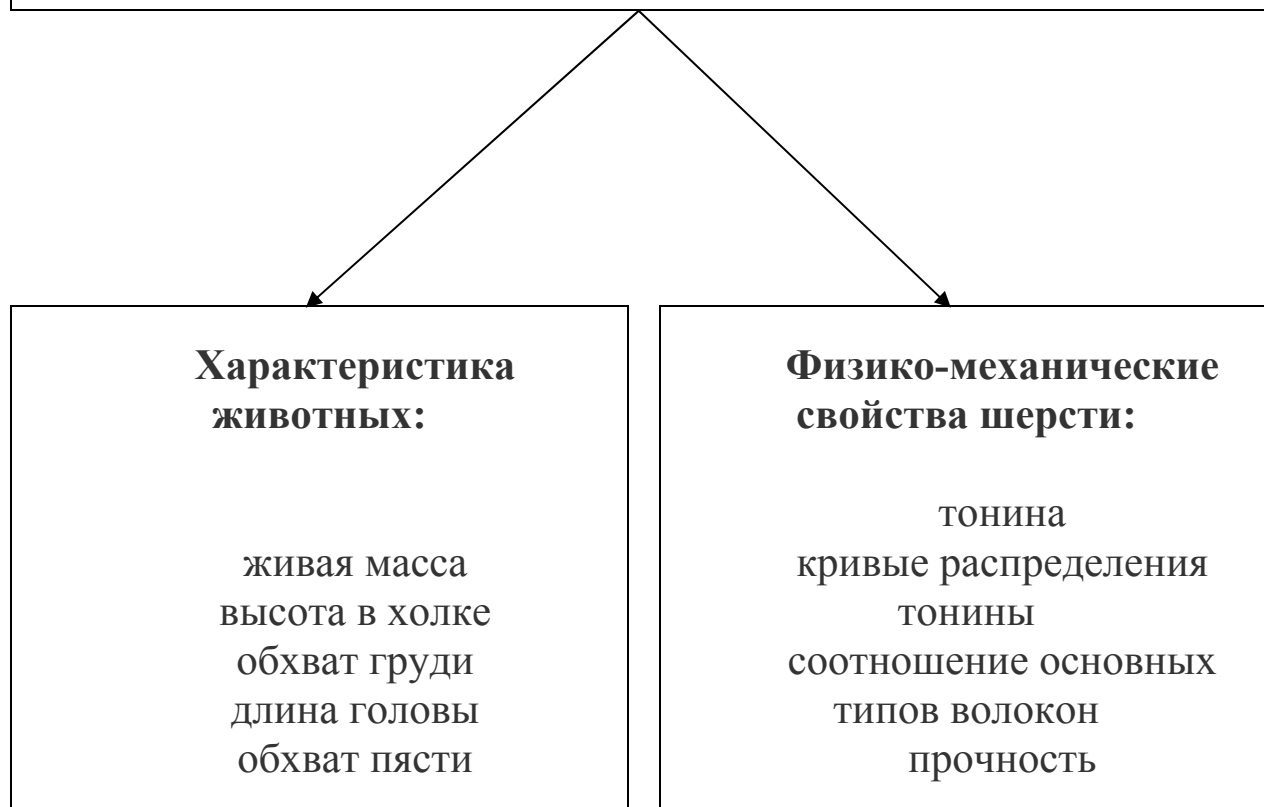 Характеристика
животных:
живая масса
высота в холке
обхват груди
длина головы
обхват пясти
Физико-механические
свойства шерсти:
тонина
кривые распределения
тонины
соотношение основных
типов волокон
прочность